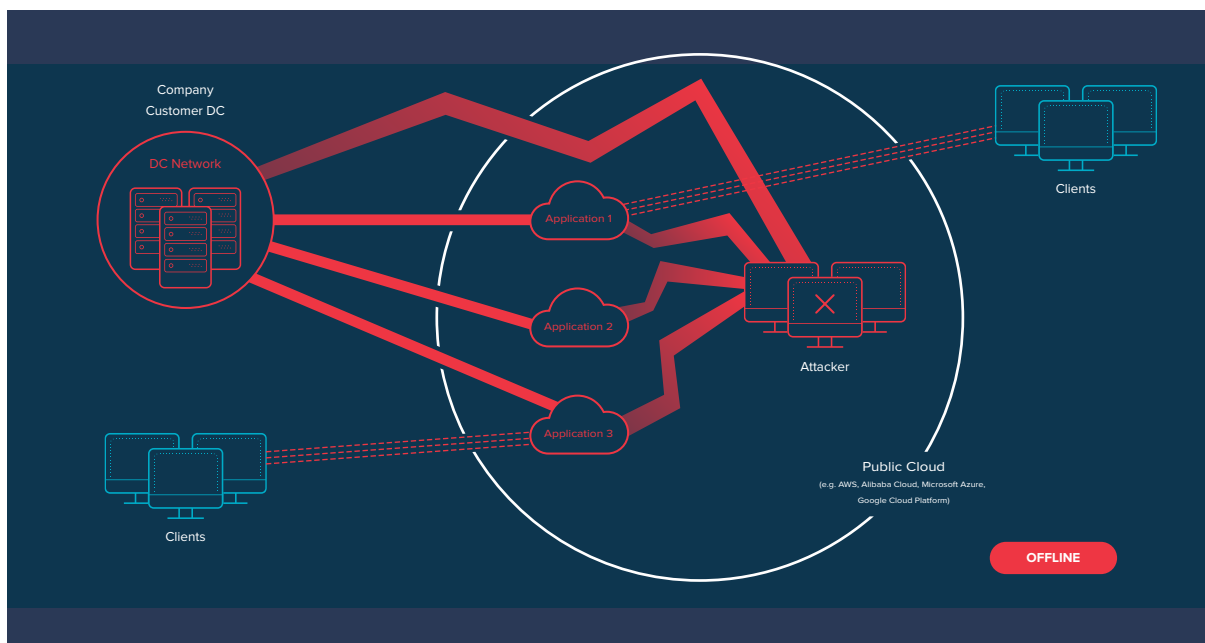 Company
Customer DC
DC Network
Clients
Application 1
Application 2
Attacker
Application 3
Public Cloud
(e.g. AWS, Alibaba Cloud, Microsoft Azure,
Google Cloud Platform)
Clients
OFFLINE